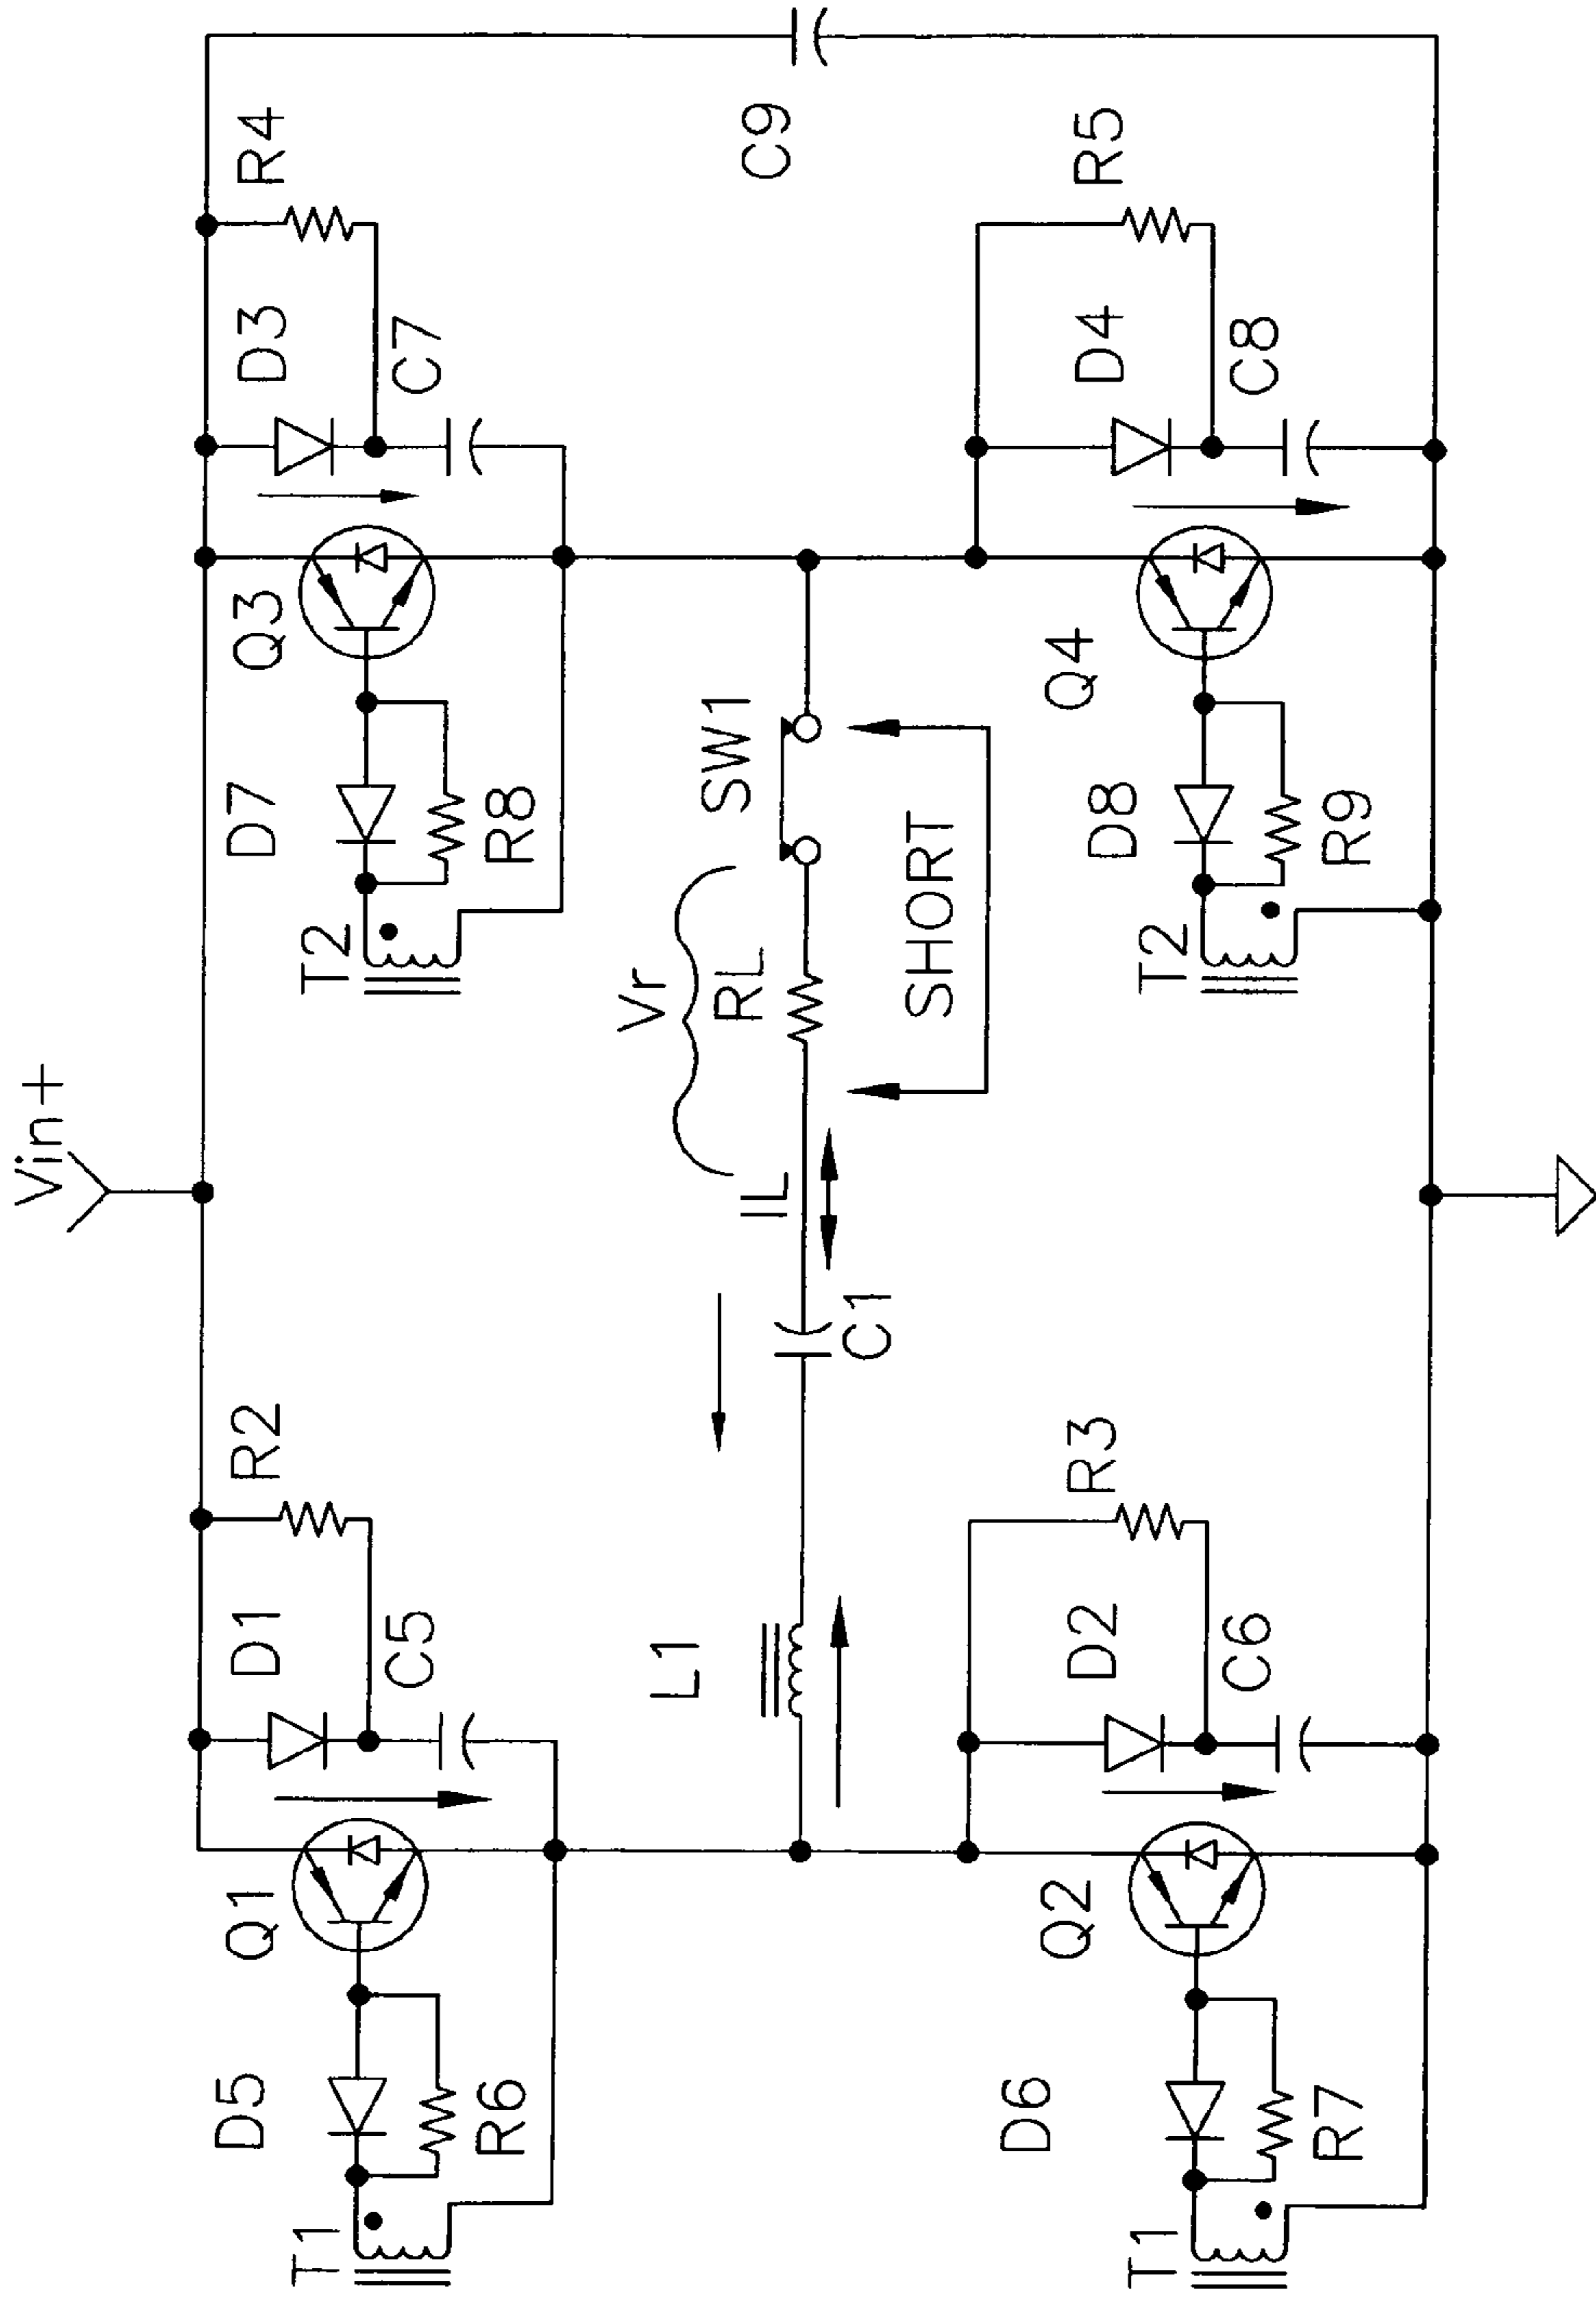 Vin+
R4
D3
C7
Q3
D7
R8
T2
C9
R5
D4
C8
Q4
D8
R9
T2
SW1
Vr
RL
SHORT
IL
C1
L1
R2
D1
C5
Q1
D5
R6
T1
R3
D2
C6
Q2
D6
R7
T1